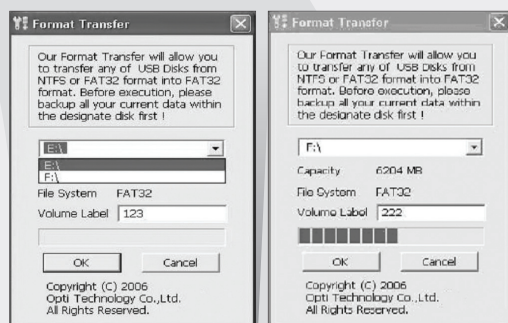 Format Transfer
Our Format Transfer will allow you
to transfer any of USB Disks from
NTFS or FAT32 format into FAT32
format. Before execution, please
backup all your current data within
the designate disk first !
E:\
E:\
F:\
File System FAT32
Volume Label 123
OK Cancel
Copyright (C) 2006
Opti Technology Co.,Ltd.
All Rights Reserved.
Format Transfer
Our Format Transfer will allow you
to transfer any of USB Disks from
NTFS or FAT32 format into FAT32
format. Before execution, please
backup all your current data within
the designate disk first !
F:\
Capacity 6204 MB
File System FAT32
Volume Label 222
OK Cancel
Copyright (C) 2006
Opti Technology Co.,Ltd.
All Rights Reserved.